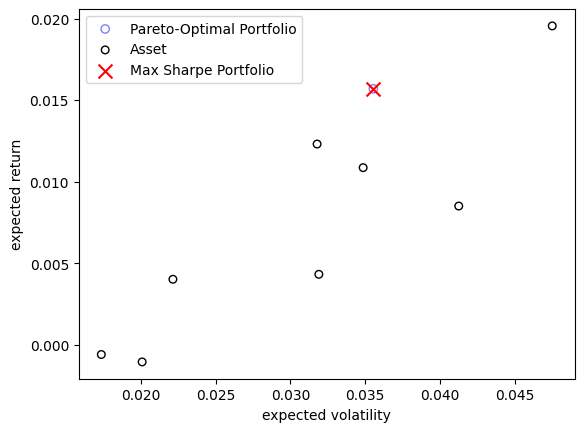 Pareto-Optimal Portfolio
Asset
Max Sharpe Portfolio
0.020
0.015
0.010
0.005
0.000
expected return
0.020 0.025 0.030 0.035 0.040 0.045
expected volatility